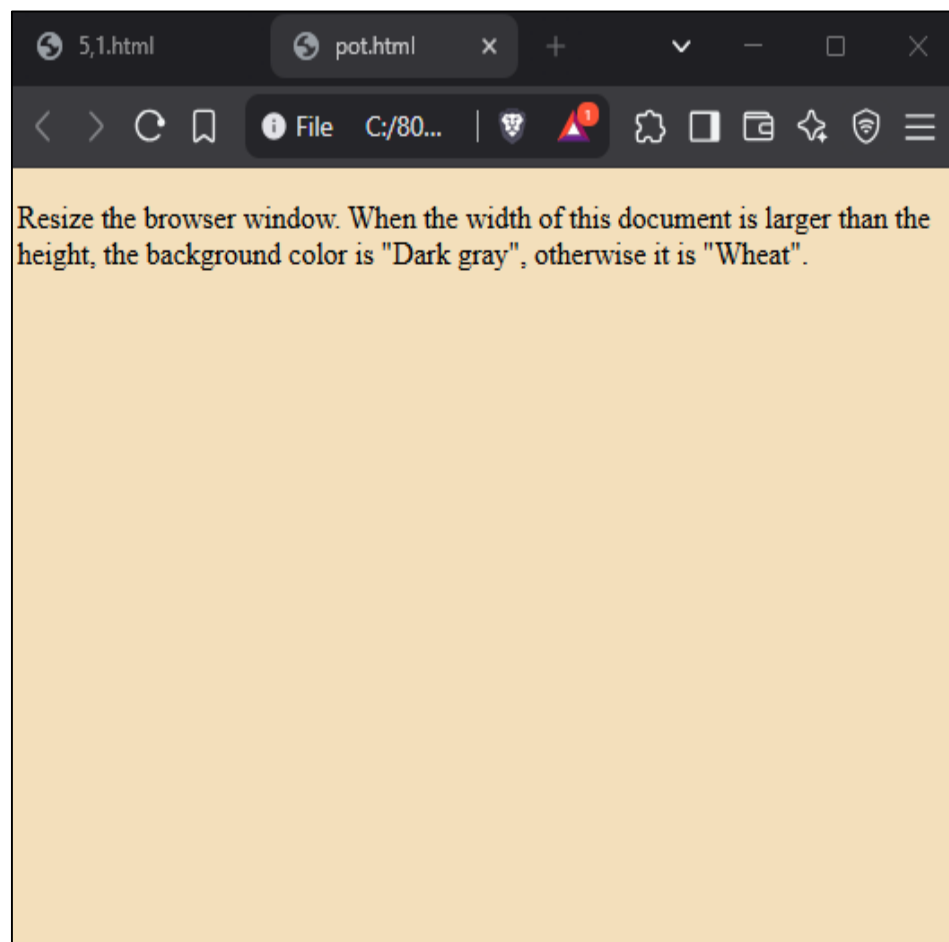 5,1.html
pot.html
File C:/80...
1
Resize the browser window. When the width of this document is larger than the
height, the background color is "Dark gray", otherwise it is "Wheat".